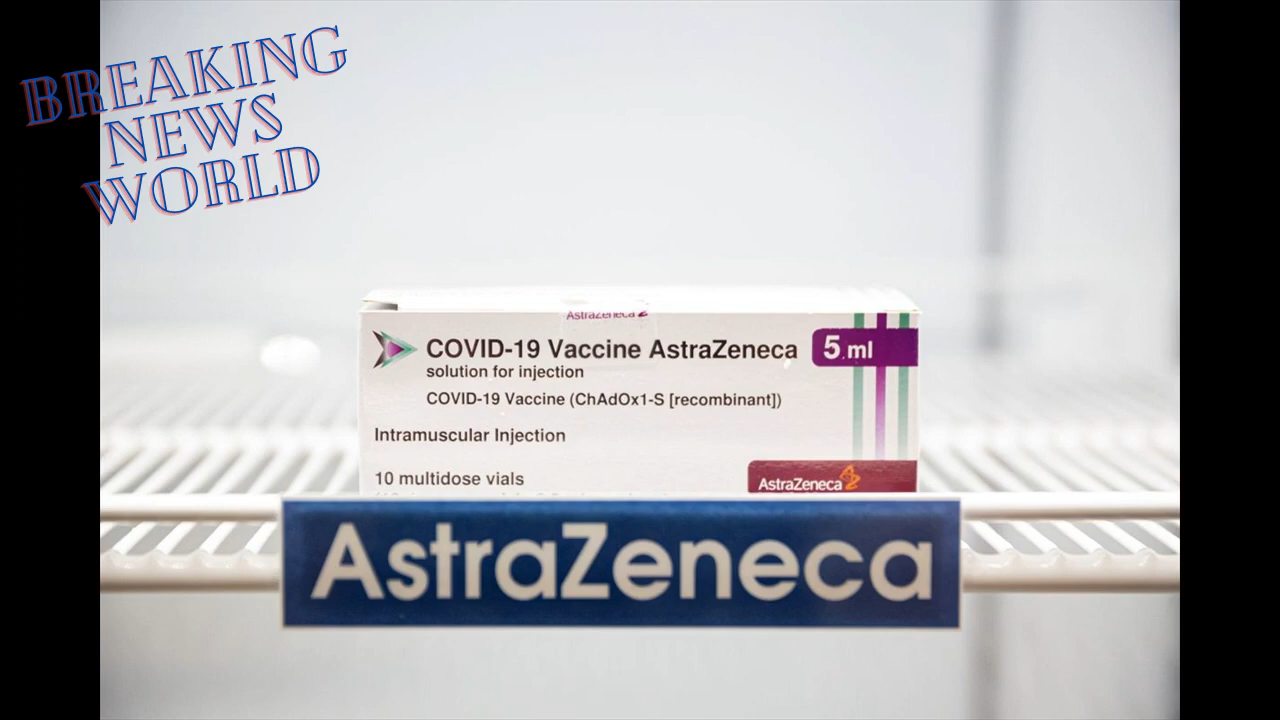 BREAKING
NEWS
WORLD
AstraZeneca
COVID-19 Vaccine AstraZeneca
5 ml
solution for injection
COVID-19 Vaccine (ChAdOx1-S [recombinant])
Intramuscular Injection
10 multidose vials
AstraZeneca
AstraZeneca